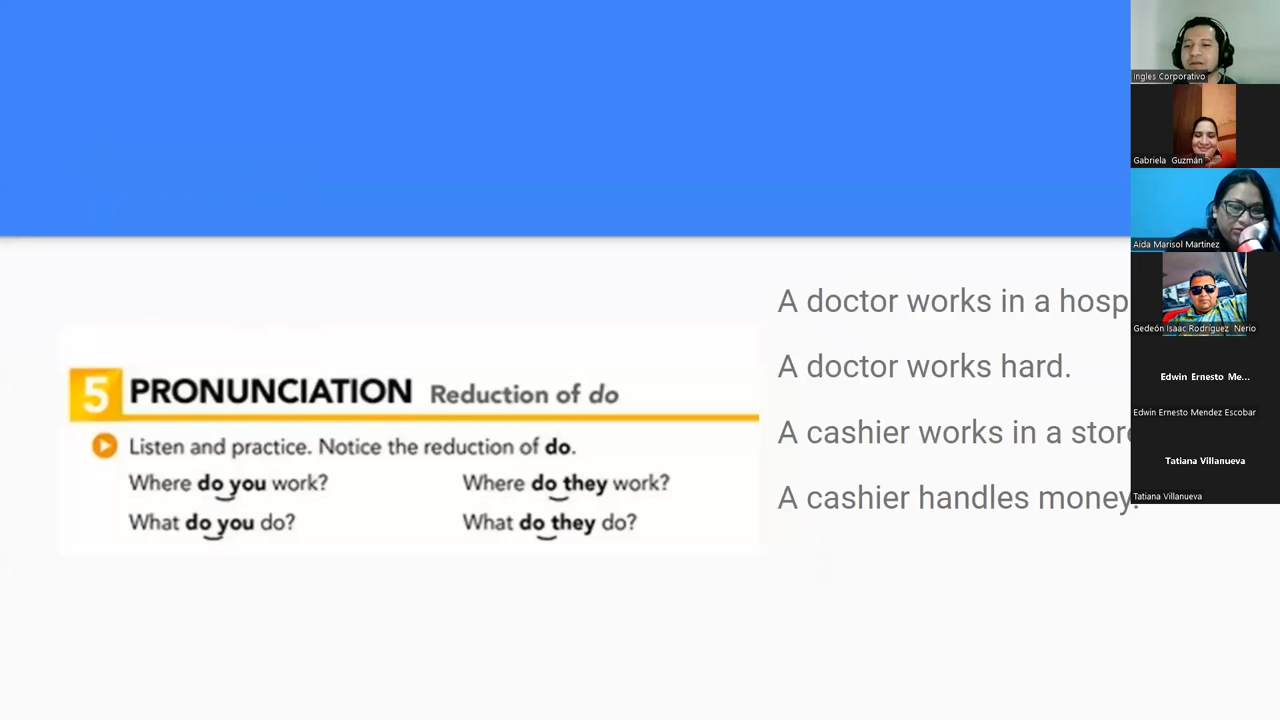 5 PRONUNCIATION Reduction of do
Listen and practice. Notice the reduction of do.
Where do you work? Where do they work?
What do you do? What do they do?
A doctor works in a hosp
A doctor works hard.
A cashier works in a store
A cashier handles money.
Ingles Corporativo
Gabriela Guzmán
Aida Marisol Martinez
Gedeón Isaac Rodríguez Nerio
Edwin Ernesto Me...
Edwin Ernesto Mendez Escobar
Tatiana Villanueva
Tatiana Villanueva